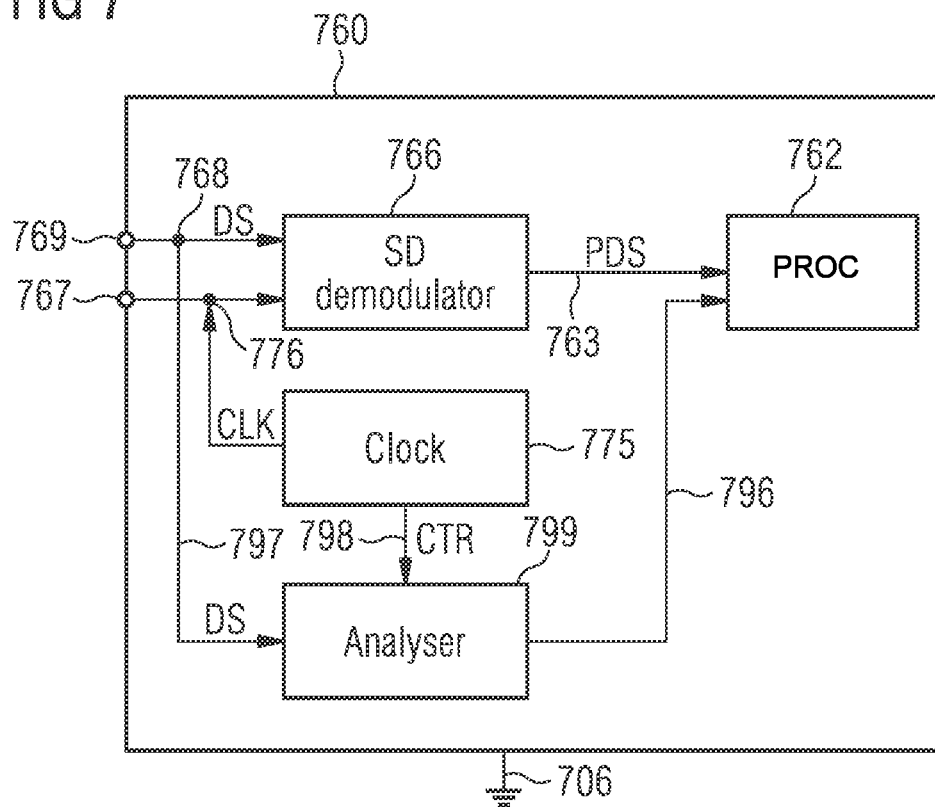 FIG 7
760
766
762
768
DS
769
SD
demodulator
PDS
PROC
767
763
776
CLK
Clock
775
796
797
798
CTR
799
DS
Analyser
706